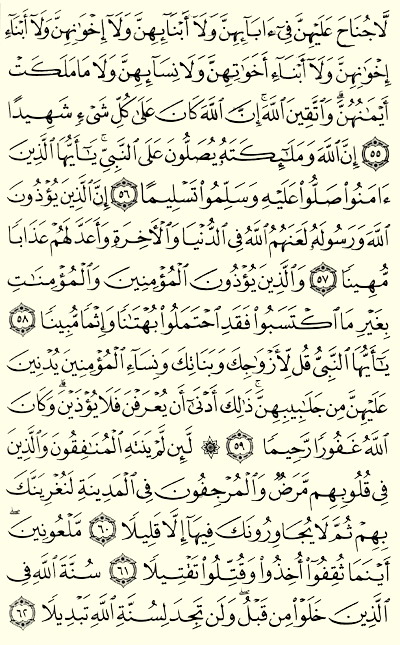 لَّا جُنَاحَ عَلَيْهِنَّ فِىٓ ءَابَآئِهِنَّ وَلَآ أَبْنَآئِهِنَّ وَلَآ إِخْوَٰنِهِنَّ وَلَآ أَبْنَآءِ
إِخْوَٰنِهِنَّ وَلَآ أَبْنَآءِ أَخَوَٰتِهِنَّ وَلَا نِسَآئِهِنَّ وَلَا مَا مَلَكَتْ
أَيْمَٰنُهُنَّ ۗ وَٱتَّقِينَ ٱللَّهَ ۚ إِنَّ ٱللَّهَ كَانَ عَلَىٰ كُلِّ شَىْءٍ شَهِيدًا
٥٥ إِنَّ ٱللَّهَ وَمَلَٰٓئِكَتَهُۥ يُصَلُّونَ عَلَى ٱلنَّبِىِّ ۚ يَٰٓأَيُّهَا ٱلَّذِينَ
ءَامَنُوا۟ صَلُّوا۟ عَلَيْهِ وَسَلِّمُوا۟ تَسْلِيمًا ٥٦ إِنَّ ٱلَّذِينَ يُؤْذُونَ
ٱللَّهَ وَرَسُولَهُۥ لَعَنَهُمُ ٱللَّهُ فِى ٱلدُّنْيَا وَٱلْءَاخِرَةِ وَأَعَدَّ لَهُمْ عَذَابًا
مُّهِينًا ٥٧ وَٱلَّذِينَ يُؤْذُونَ ٱلْمُؤْمِنِينَ وَٱلْمُؤْمِنَٰتِ
بِغَيْرِ مَا ٱكْتَسَبُوا۟ فَقَدِ ٱحْتَمَلُوا۟ بُهْتَٰنًا وَإِثْمًا مُّبِينًا ٥٨
يَٰٓأَيُّهَا ٱلنَّبِىُّ قُل لِّأَزْوَٰجِكَ وَبَنَاتِكَ وَنِسَآءِ ٱلْمُؤْمِنِينَ يُدْنِينَ
عَلَيْهِنَّ مِن جَلَٰبِيبِهِنَّ ۚ ذَٰلِكَ أَدْنَىٰٓ أَن يُعْرَفْنَ فَلَا يُؤْذَيْنَ ۗ وَكَانَ
ٱللَّهُ غَفُورًا رَّحِيمًا ٥٩ ۞ لَّئِن لَّمْ يَنتَهِ ٱلْمُنَٰفِقُونَ وَٱلَّذِينَ
فِى قُلُوبِهِم مَّرَضٌ وَٱلْمُرْجِفُونَ فِى ٱلْمَدِينَةِ لَنُغْرِيَنَّكَ
بِهِمْ ثُمَّ لَا يُجَاوِرُونَكَ فِيهَآ إِلَّا قَلِيلًا ٦٠ مَّلْعُونِينَ ۖ
أَيْنَمَا ثُقِفُوٓا۟ أُخِذُوا۟ وَقُتِّلُوا۟ تَقْتِيلًا ٦١ سُنَّةَ ٱللَّهِ فِى
ٱلَّذِينَ خَلَوْا۟ مِن قَبْلُ ۖ وَلَن تَجِدَ لِسُنَّةِ ٱللَّهِ تَبْدِيلًا ٦٢